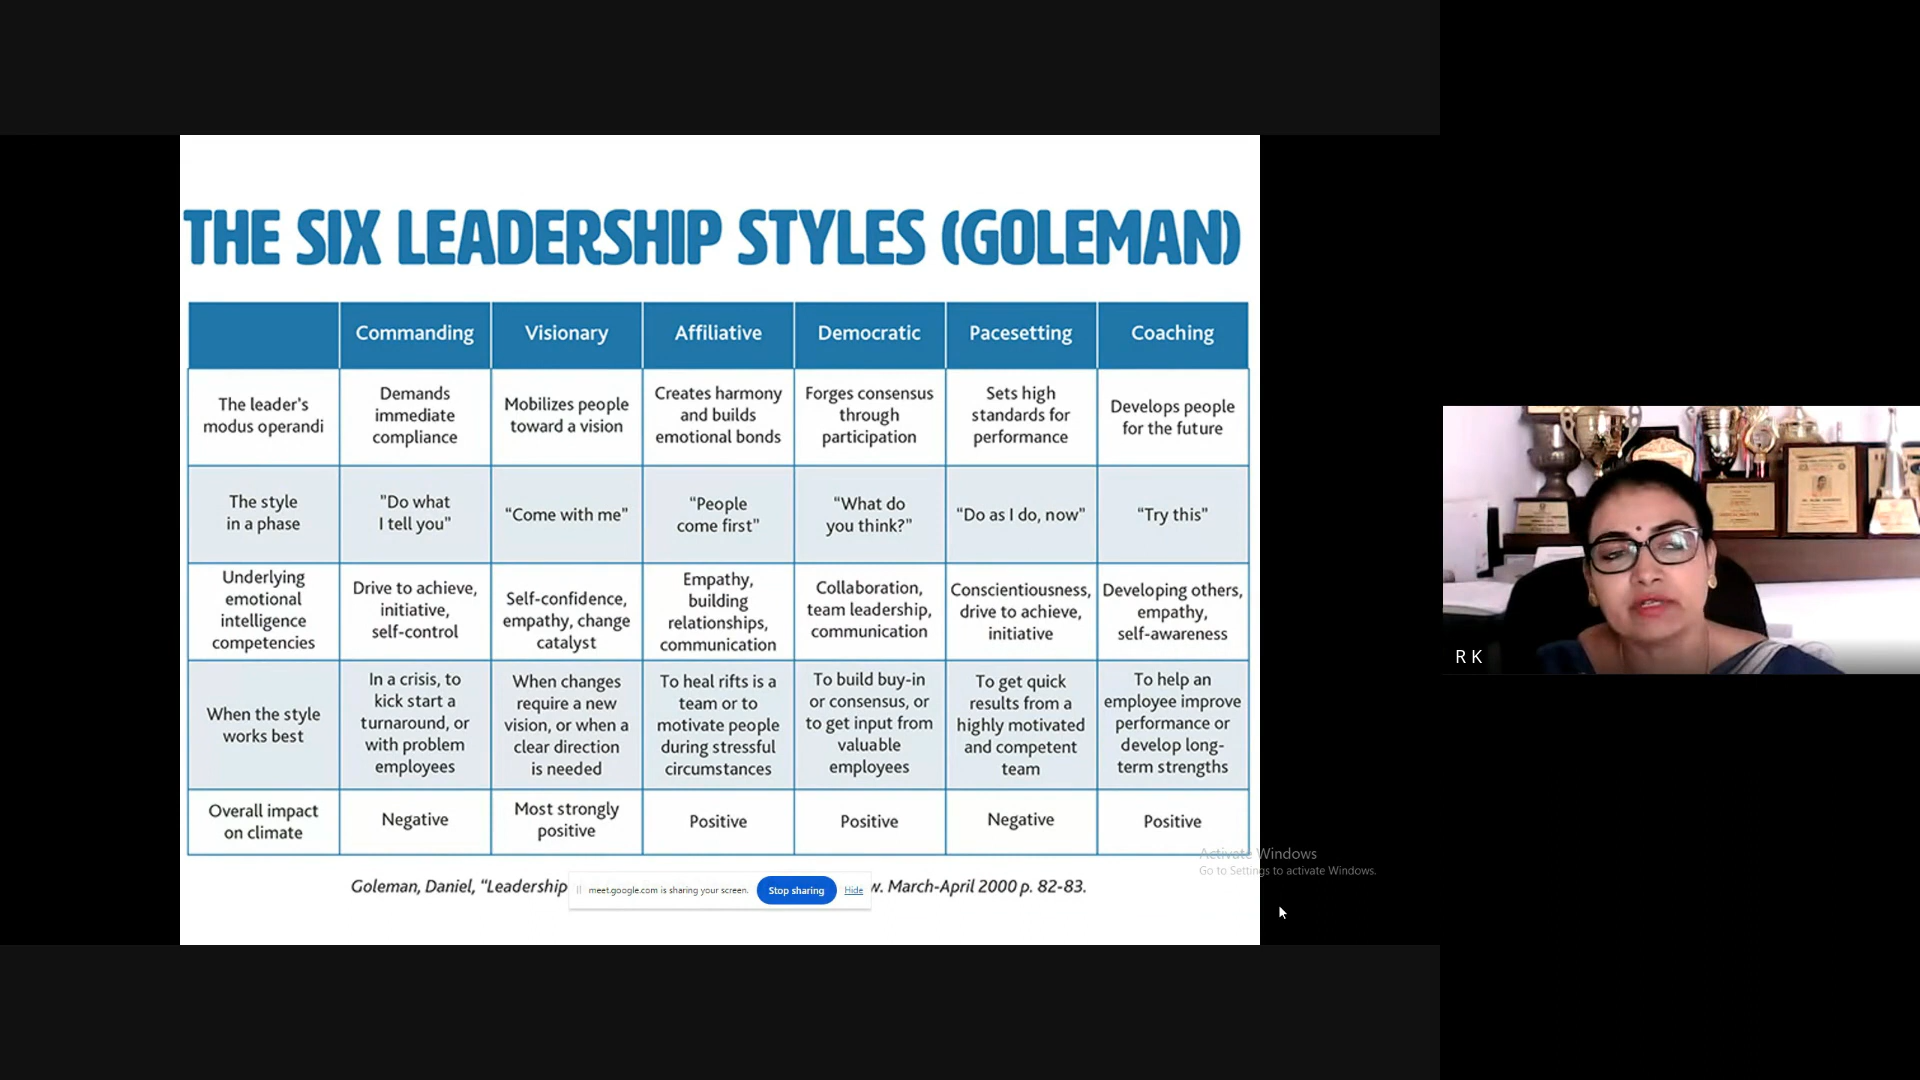 THE SIX LEADERSHIP STYLES (GOLEMAN)
Commanding
Visionary
Affiliative
Democratic
Pacesetting
Coaching
The leader's
modus operandi
Demands
immediate
compliance
Mobilizes people
toward a vision
Creates harmony
and builds
emotional bonds
Forges consensus
through
participation
Sets high
standards for
performance
Develops people
for the future
The style
in a phase
"Do what
I tell you"
“Come with me”
“People
come first”
“What do
you think?”
“Do as I do, now”
“Try this”
Underlying
emotional
intelligence
competencies
Drive to achieve,
initiative,
self-control
Self-confidence,
empathy, change
catalyst
Empathy,
building
relationships,
communication
Collaboration,
team leadership,
communication
Conscientiousness,
drive to achieve,
initiative
Developing others,
empathy,
self-awareness
When the style
works best
In a crisis, to
kick start a
turnaround, or
with problem
employees
When changes
require a new
vision, or when a
clear direction
is needed
To heal rifts is a
team or to
motivate people
during stressful
circumstances
To build buy-in
or consensus, or
to get input from
valuable
employees
To get quick
results from a
highly motivated
and competent
team
To help an
employee improve
performance or
develop long-
term strengths
Overall impact
on climate
Negative
Most strongly
positive
Positive
Positive
Negative
Positive
Goleman, Daniel, “Leadership
w. March-April 2000 p. 82-83.
meet.google.com is sharing your screen.
Stop sharing
Hide
Activate Windows
Go to Settings to activate Windows.
R K